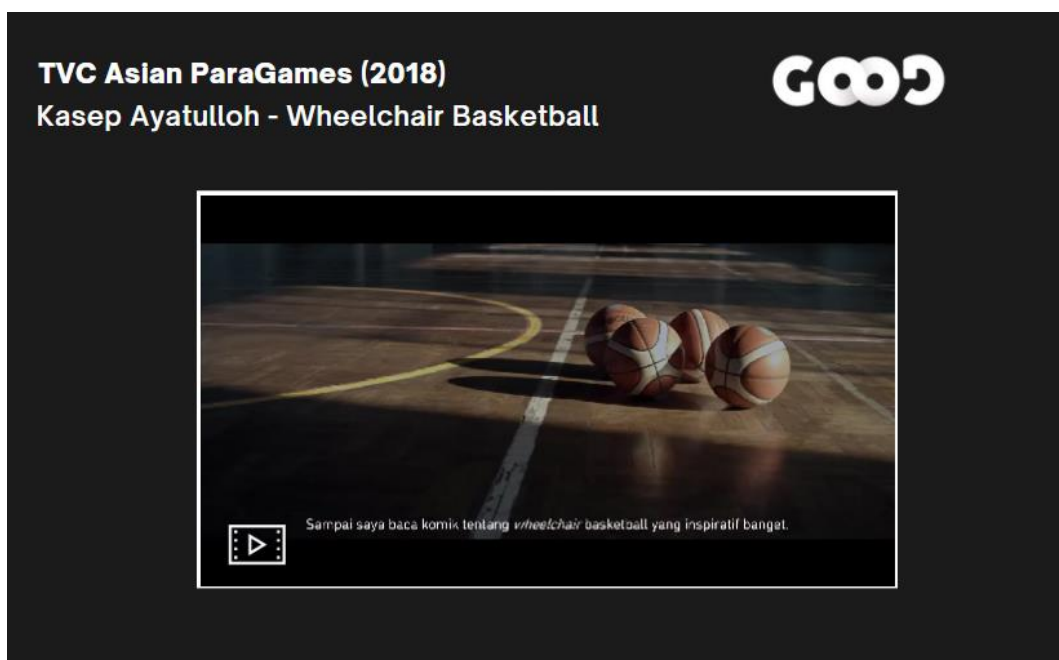 TVC Asian ParaGames (2018)
GOOD
Kasep Ayatulloh - Wheelchair Basketball
Sampai saya baca komik tentang wheelchair basketball yang inspiratif banget.